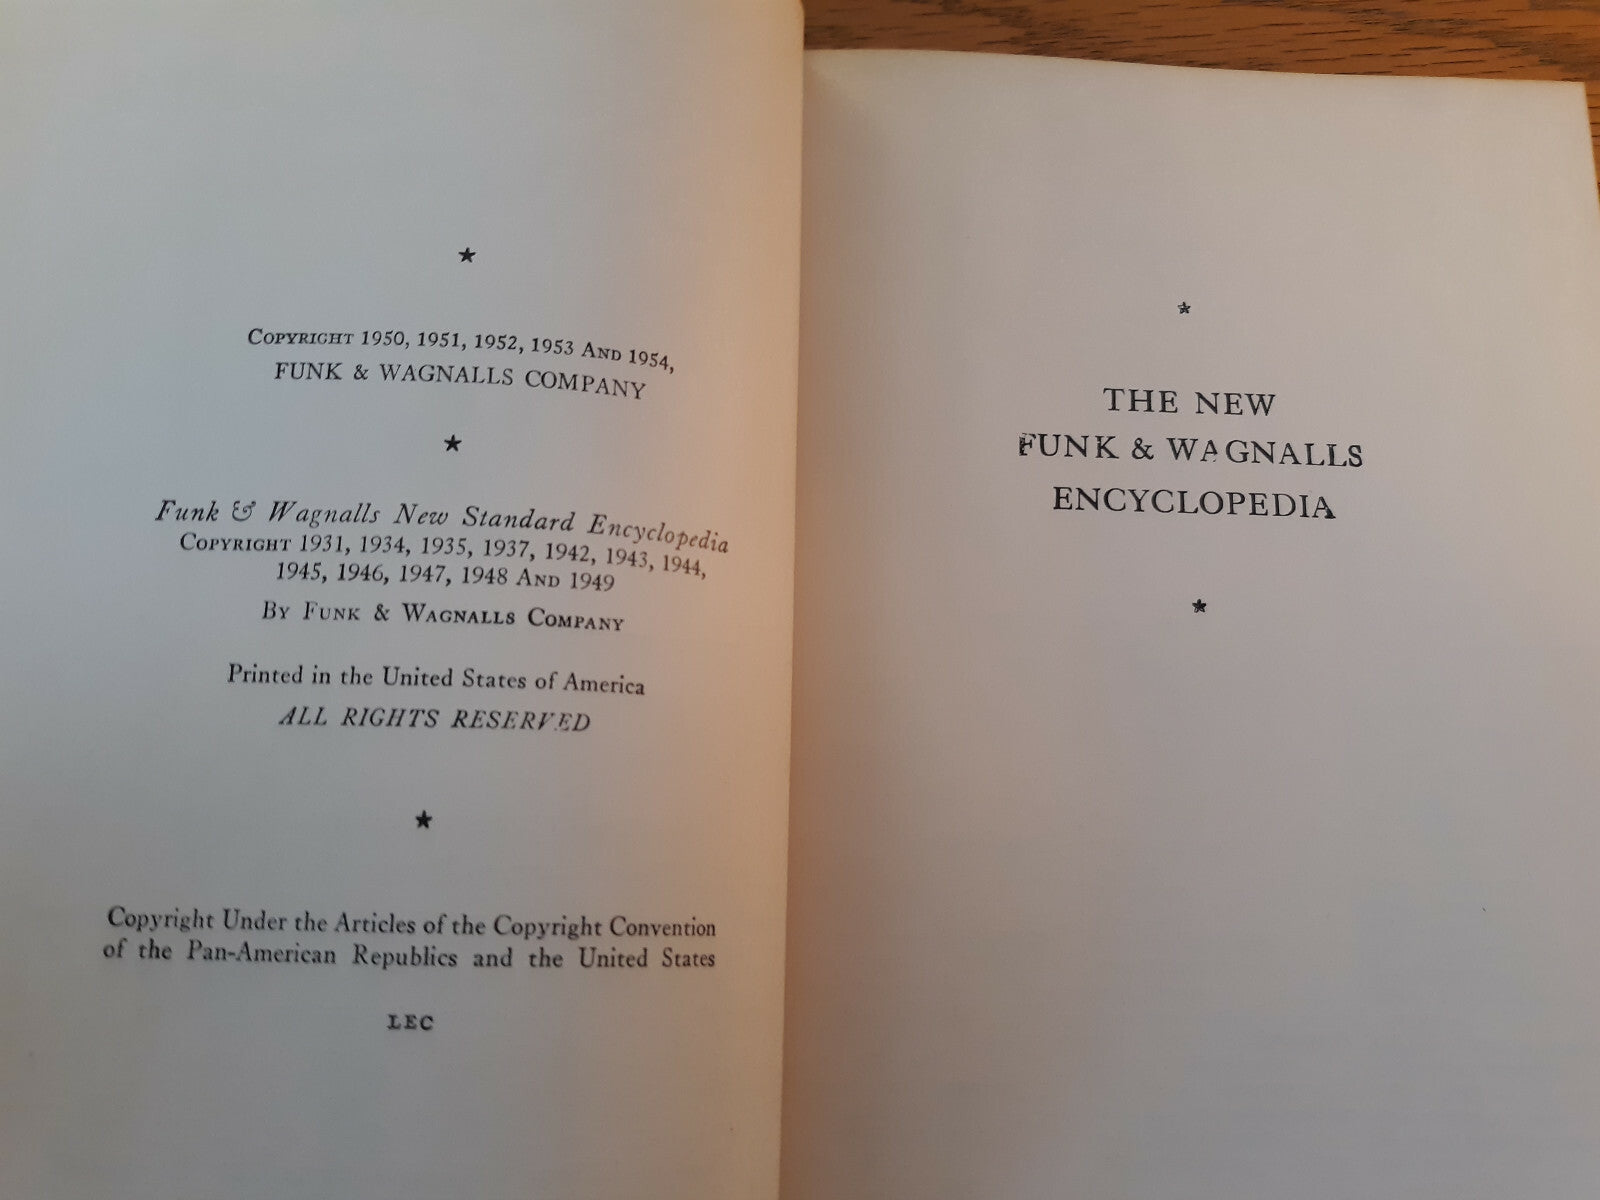 ★
COPYRIGHT 1950, 1951, 1952, 1953 AND 1954,
FUNK & WAGNALLS COMPANY
★
Funk & Wagnalls New Standard Encyclopedia
COPYRIGHT 1931, 1934, 1935, 1937, 1942, 1943, 1944,
1945, 1946, 1947, 1948 AND 1949
BY FUNK & WAGNALLS COMPANY
Printed in the United States of America
ALL RIGHTS RESERVED
★
Copyright Under the Articles of the Copyright Convention
of the Pan-American Republics and the United States
LEC
★
THE NEW
FUNK & WAGNALLS
ENCYCLOPEDIA
★